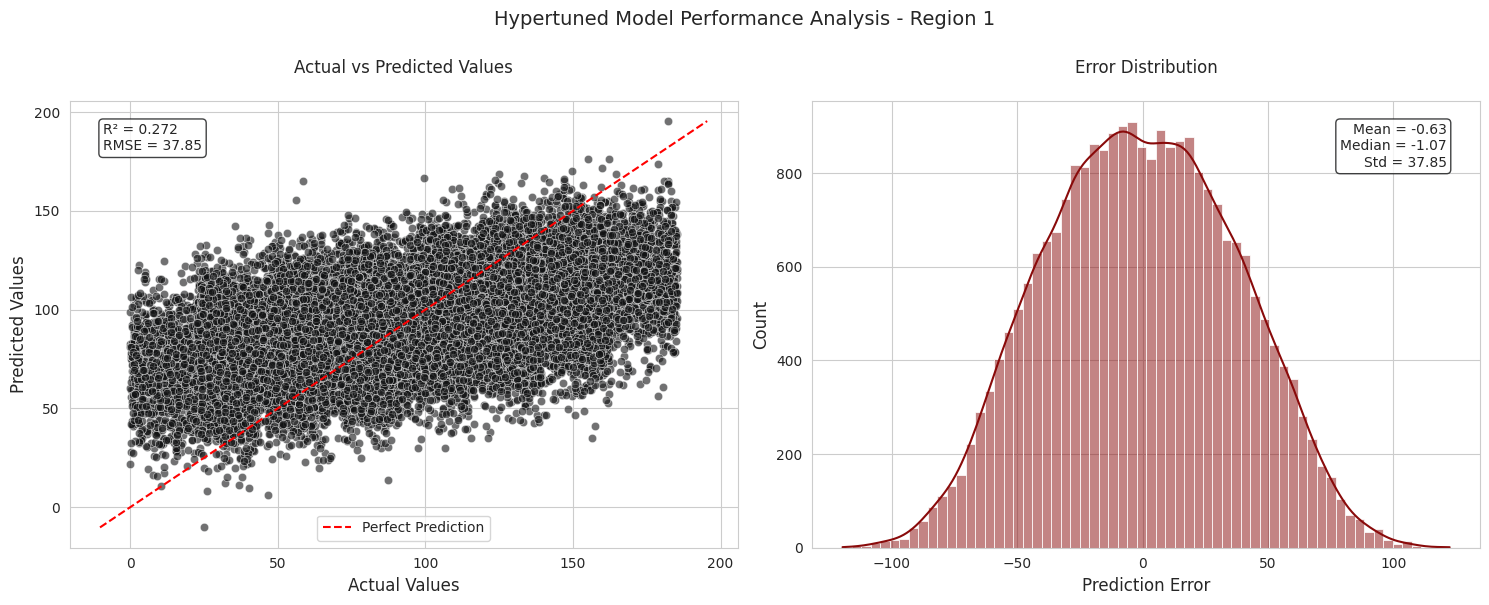 Hypertuned Model Performance Analysis - Region 1
Actual vs Predicted Values
R² = 0.272
RMSE = 37.85
200
150
100
50
0
Predicted Values
0
50
100
150
200
Actual Values
Perfect Prediction
Error Distribution
Mean = -0.63
Median = -1.07
Std = 37.85
800
600
400
200
0
Count
−100
−50
0
50
100
Prediction Error